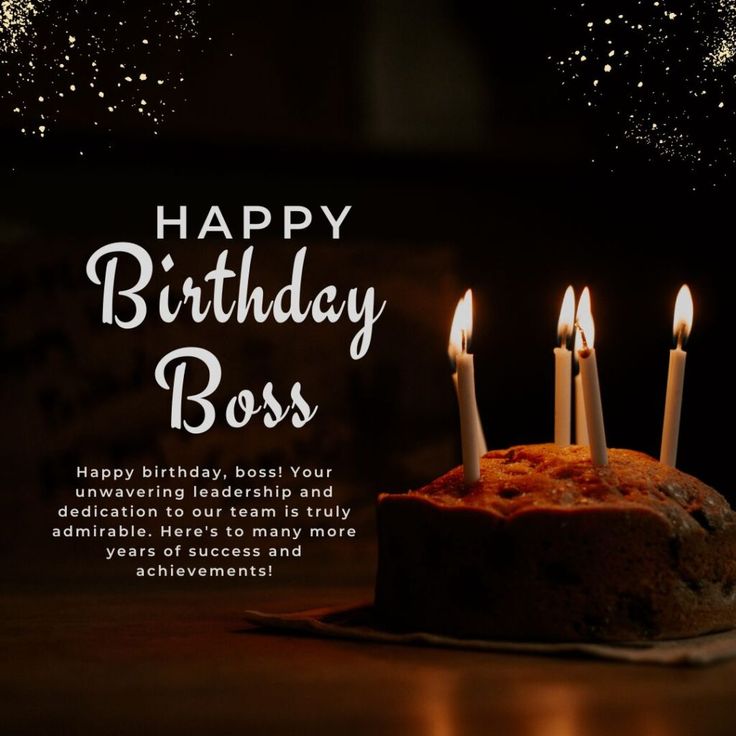 HAPPY
Birthday
Boss
Happy birthday, boss! Your
unwavering leadership and
dedication to our team is truly
admirable. Here's to many more
years of success and
achievements!